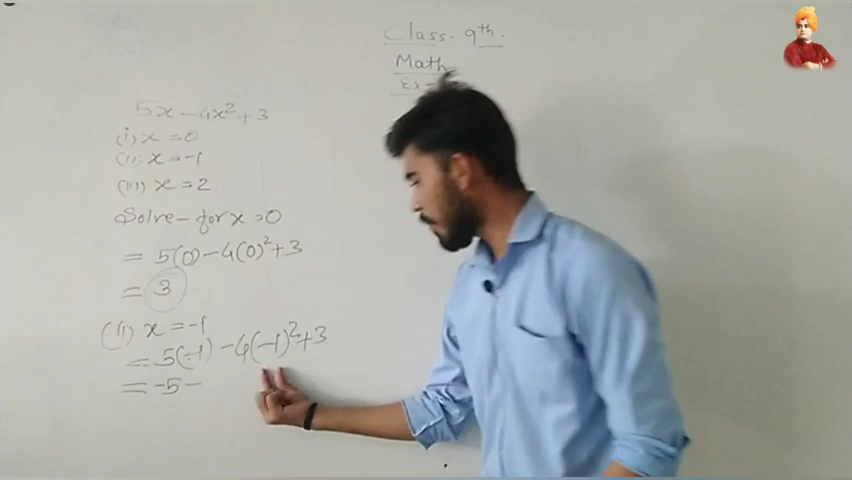 Class-9th
Math
5x-4x²+3
(i) x=0
(ii) x=-1
(iii) x=2.
Solve-for x=0
= 5(0)-4(0)²+3
= 3
(ii) x=-1
= 5(-1)-4(-1)²+3
= -5-